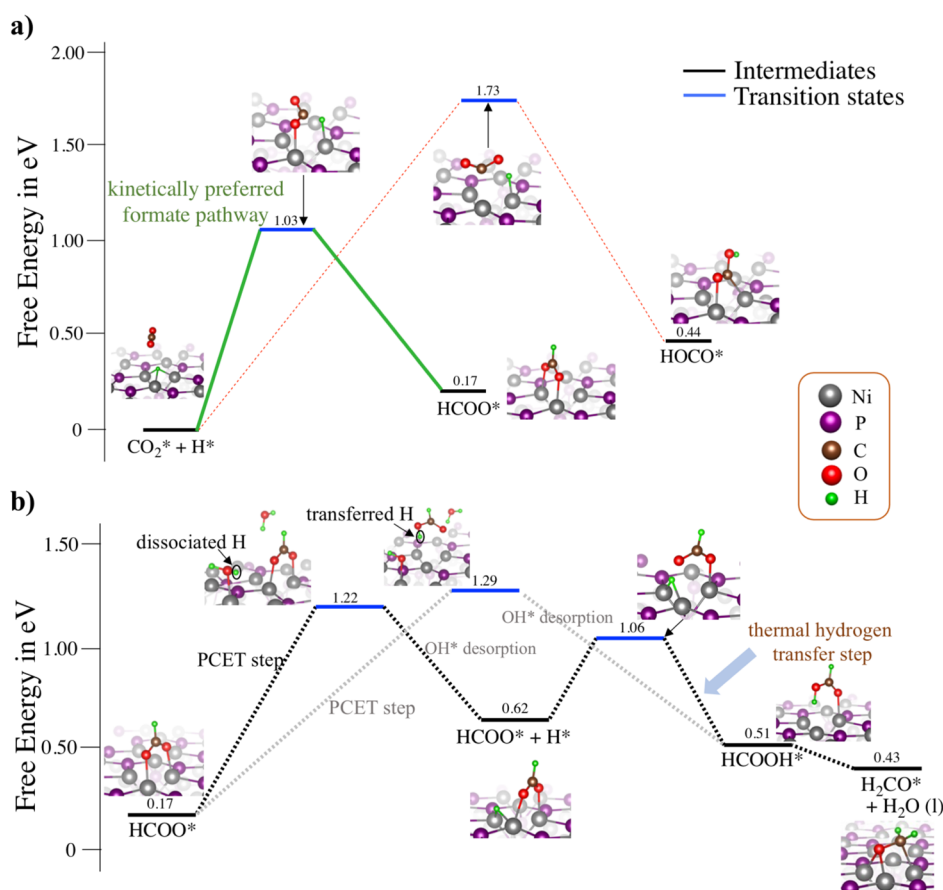 a)
2.00
1.50
1.00
0.50
0
Free Energy in eV
Intermediates
Transition states
1.73
kinetically preferred
formate pathway
1.03
0.44
HOCO*
0.17
HCOO*
CO₂* + H*
Ni
P
C
O
H
b)
1.50
1.00
0.50
0
Free Energy in eV
transferred H
dissociated H
1.29
1.22
OH* desorption
1.06
thermal hydrogen
transfer step
PCET step
OH* desorption
PCET step
0.62
HCOO* + H*
0.51
HCOOH*
0.43
H₂CO*
+ H₂O (l)
0.17
HCOO*